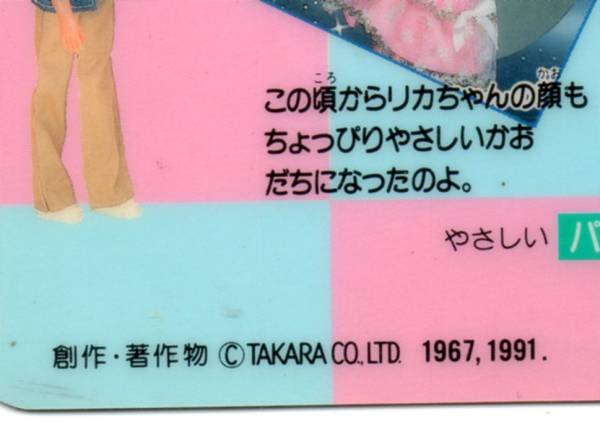 この頃からリカちゃんの顔も
ちょっぴりやさしいかお
だちになったのよ。
やさしい パ
創作・著作物 ©TAKARA CO.,LTD. 1967, 1991.